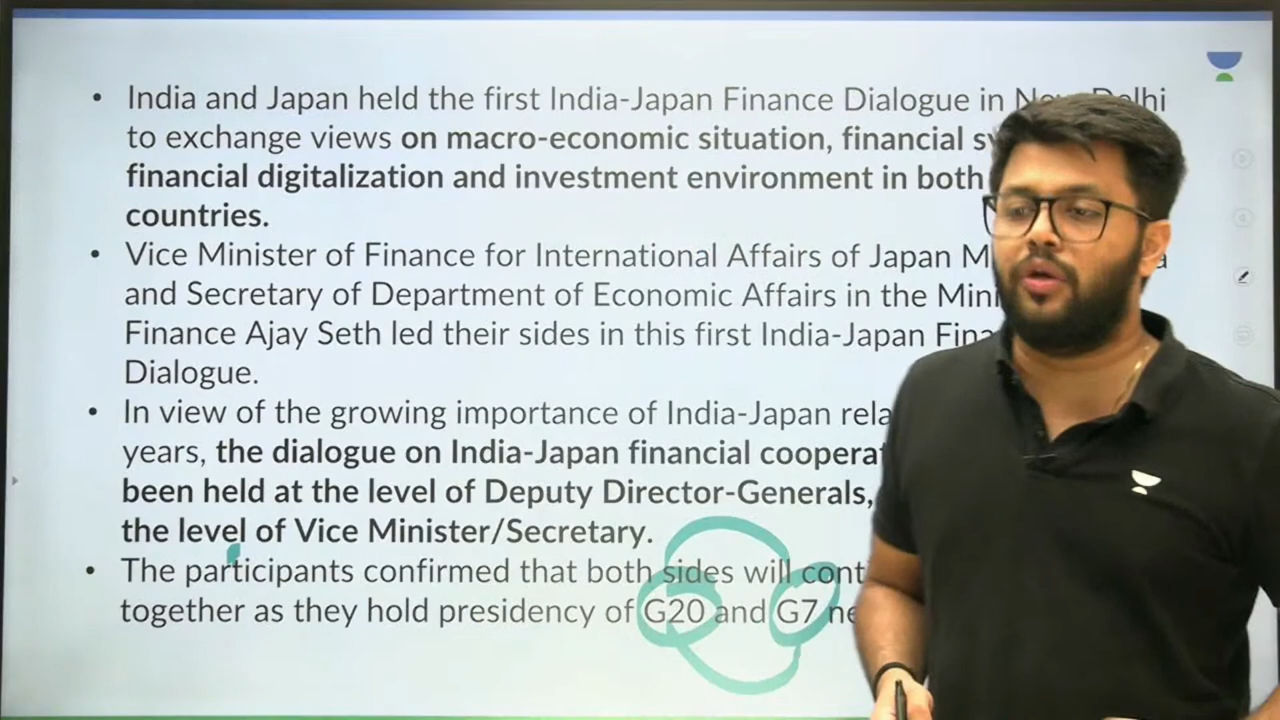 • India and Japan held the first India-Japan Finance Dialogue in New Delhi
to exchange views on macro-economic situation, financial
financial digitalization and investment environment in both
countries.
• Vice Minister of Finance for International Affairs of Japan
and Secretary of Department of Economic Affairs in the
Finance Ajay Seth led their sides in this first India-Japan
Dialogue.
• In view of the growing importance of India-Japan
years, the dialogue on India-Japan financial
been held at the level of Deputy Director-Generals,
the level of Vice Minister/Secretary.
• The participants confirmed that both sides will
together as they hold presidency of G20 and G7